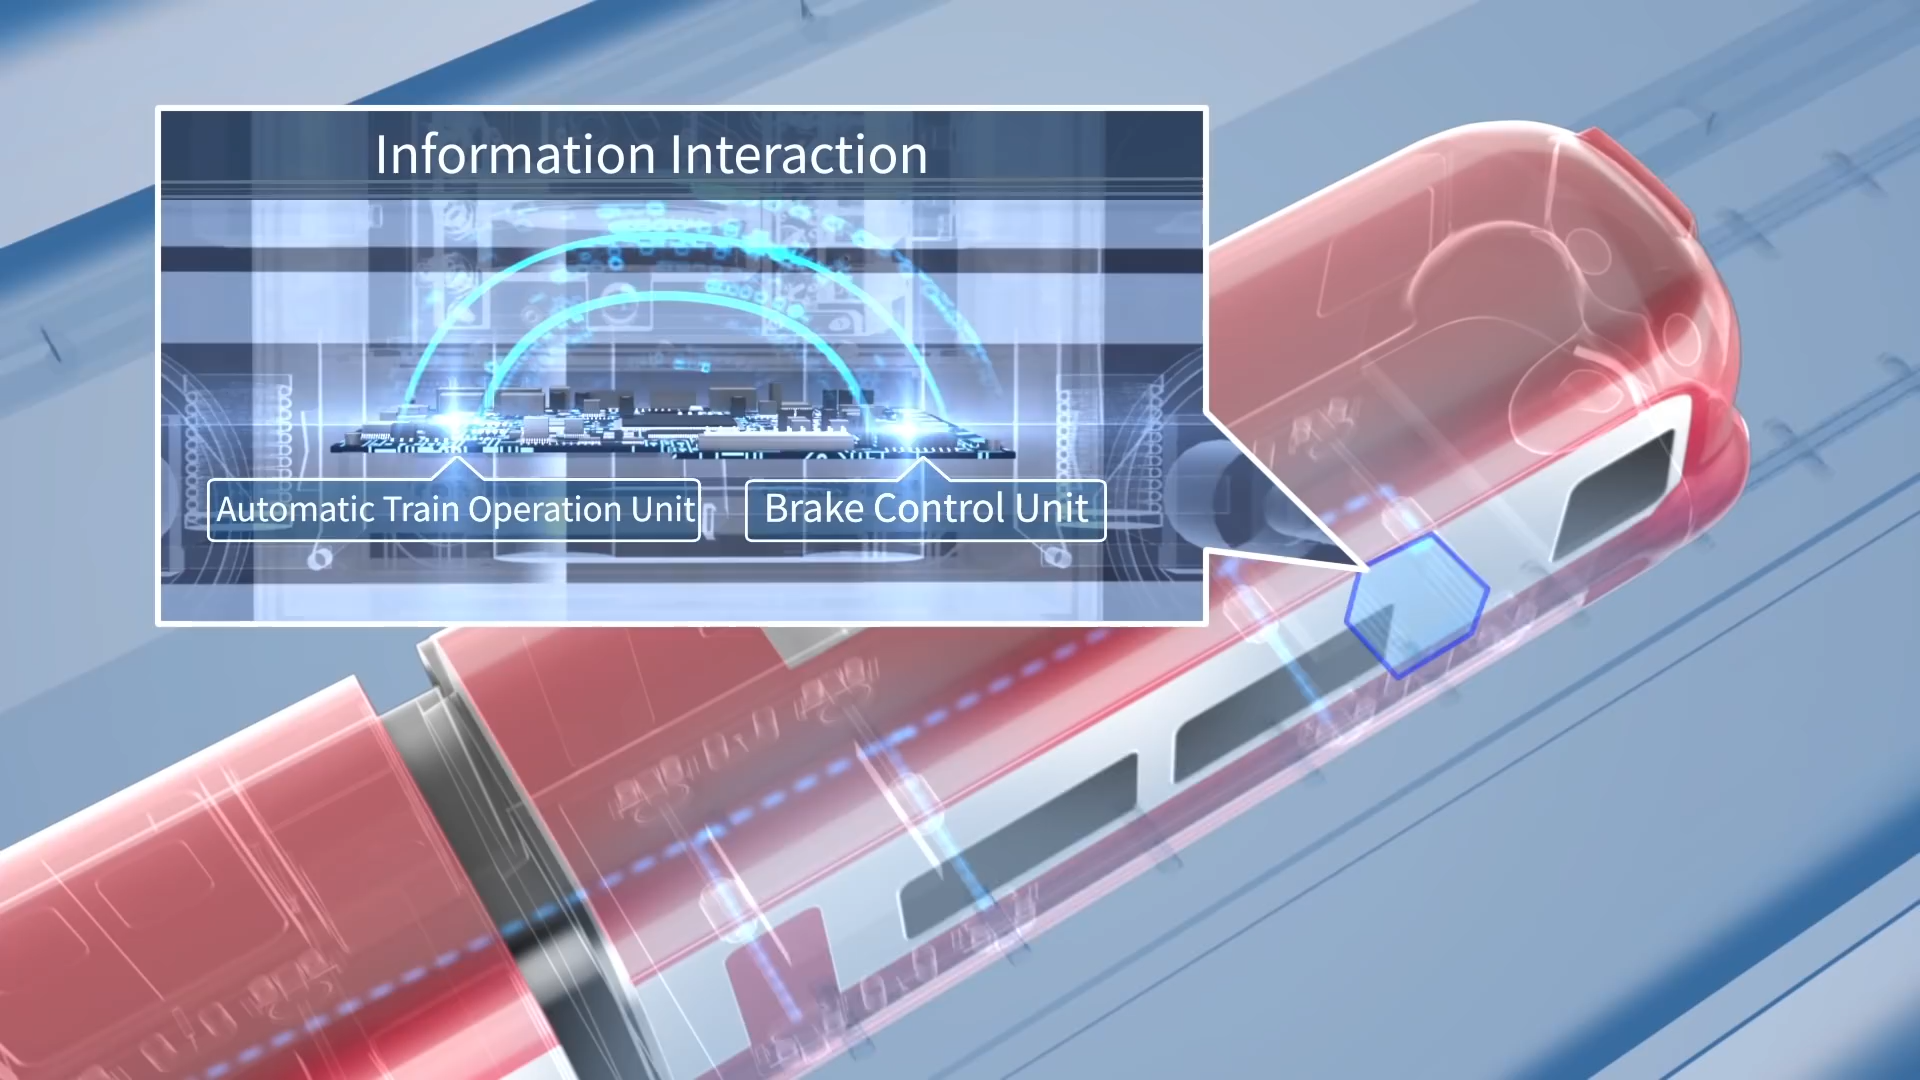 Information Interaction
Automatic Train Operation Unit
Brake Control Unit